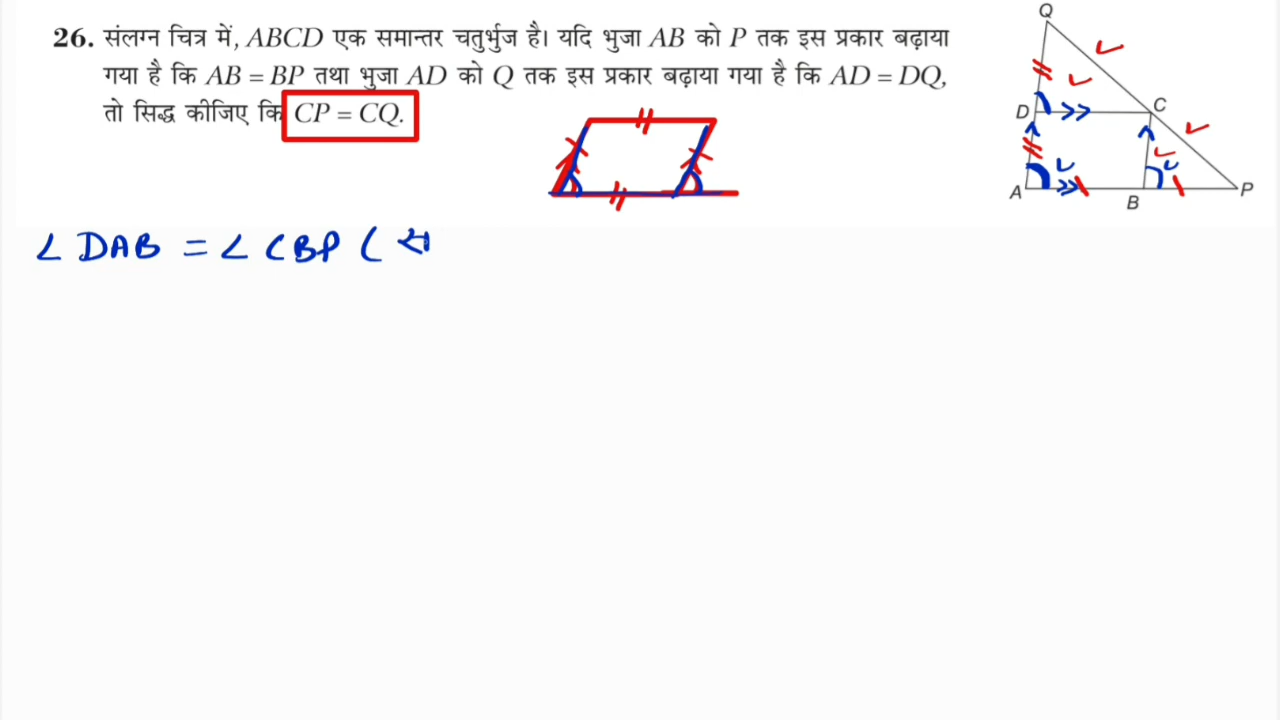 26. संलग्न चित्र में, ABCD एक समान्तर चतुर्भुज है। यदि भुजा AB को P तक इस प्रकार बढ़ाया
गया है कि AB = BP तथा भुजा AD को Q तक इस प्रकार बढ़ाया गया है कि AD = DQ,
तो सिद्ध कीजिए कि CP = CQ.
Q
D
C
A
B
P
∠ DAB = ∠ CBP ( स